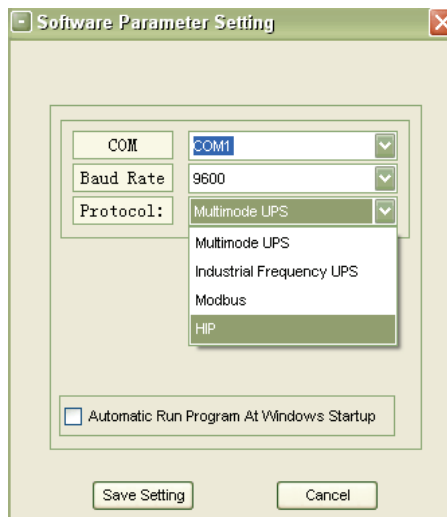 Software Parameter Setting
COM COM1
Baud Rate 9600
Protocol: Multimode UPS
Multimode UPS
Industrial Frequency UPS
Modbus
HIP
Automatic Run Program At Windows Startup
Save Setting Cancel